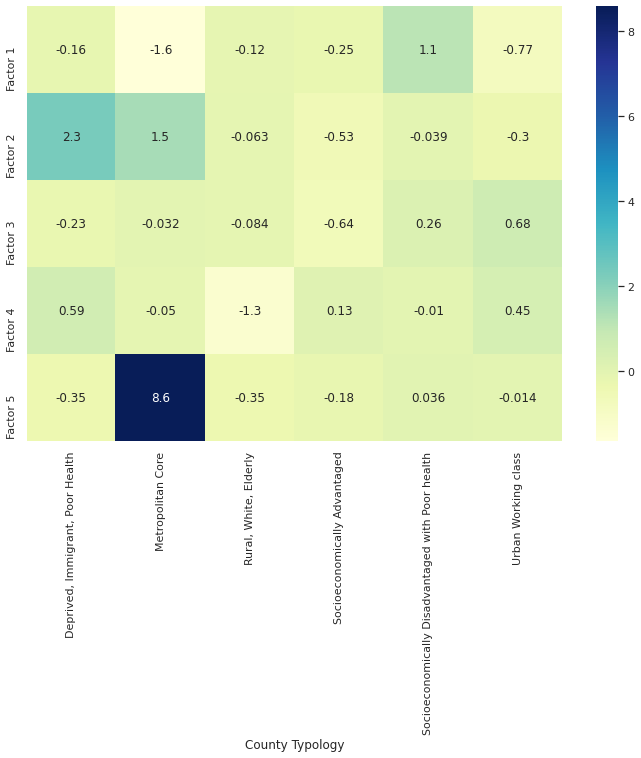 Factor 1 -0.16 -1.6 -0.12 -0.25 1.1 -0.77
Factor 2 2.3 1.5 -0.063 -0.53 -0.039 -0.3
Factor 3 -0.23 -0.032 -0.084 -0.64 0.26 0.68
Factor 4 0.59 -0.05 -1.3 0.13 -0.01 0.45
Factor 5 -0.35 8.6 -0.35 -0.18 0.036 -0.014
Deprived, Immigrant, Poor Health
Metropolitan Core
Rural, White, Elderly
Socioeconomically Advantaged
Socioeconomically Disadvantaged with Poor health
Urban Working class
County Typology
8
6
4
2
0